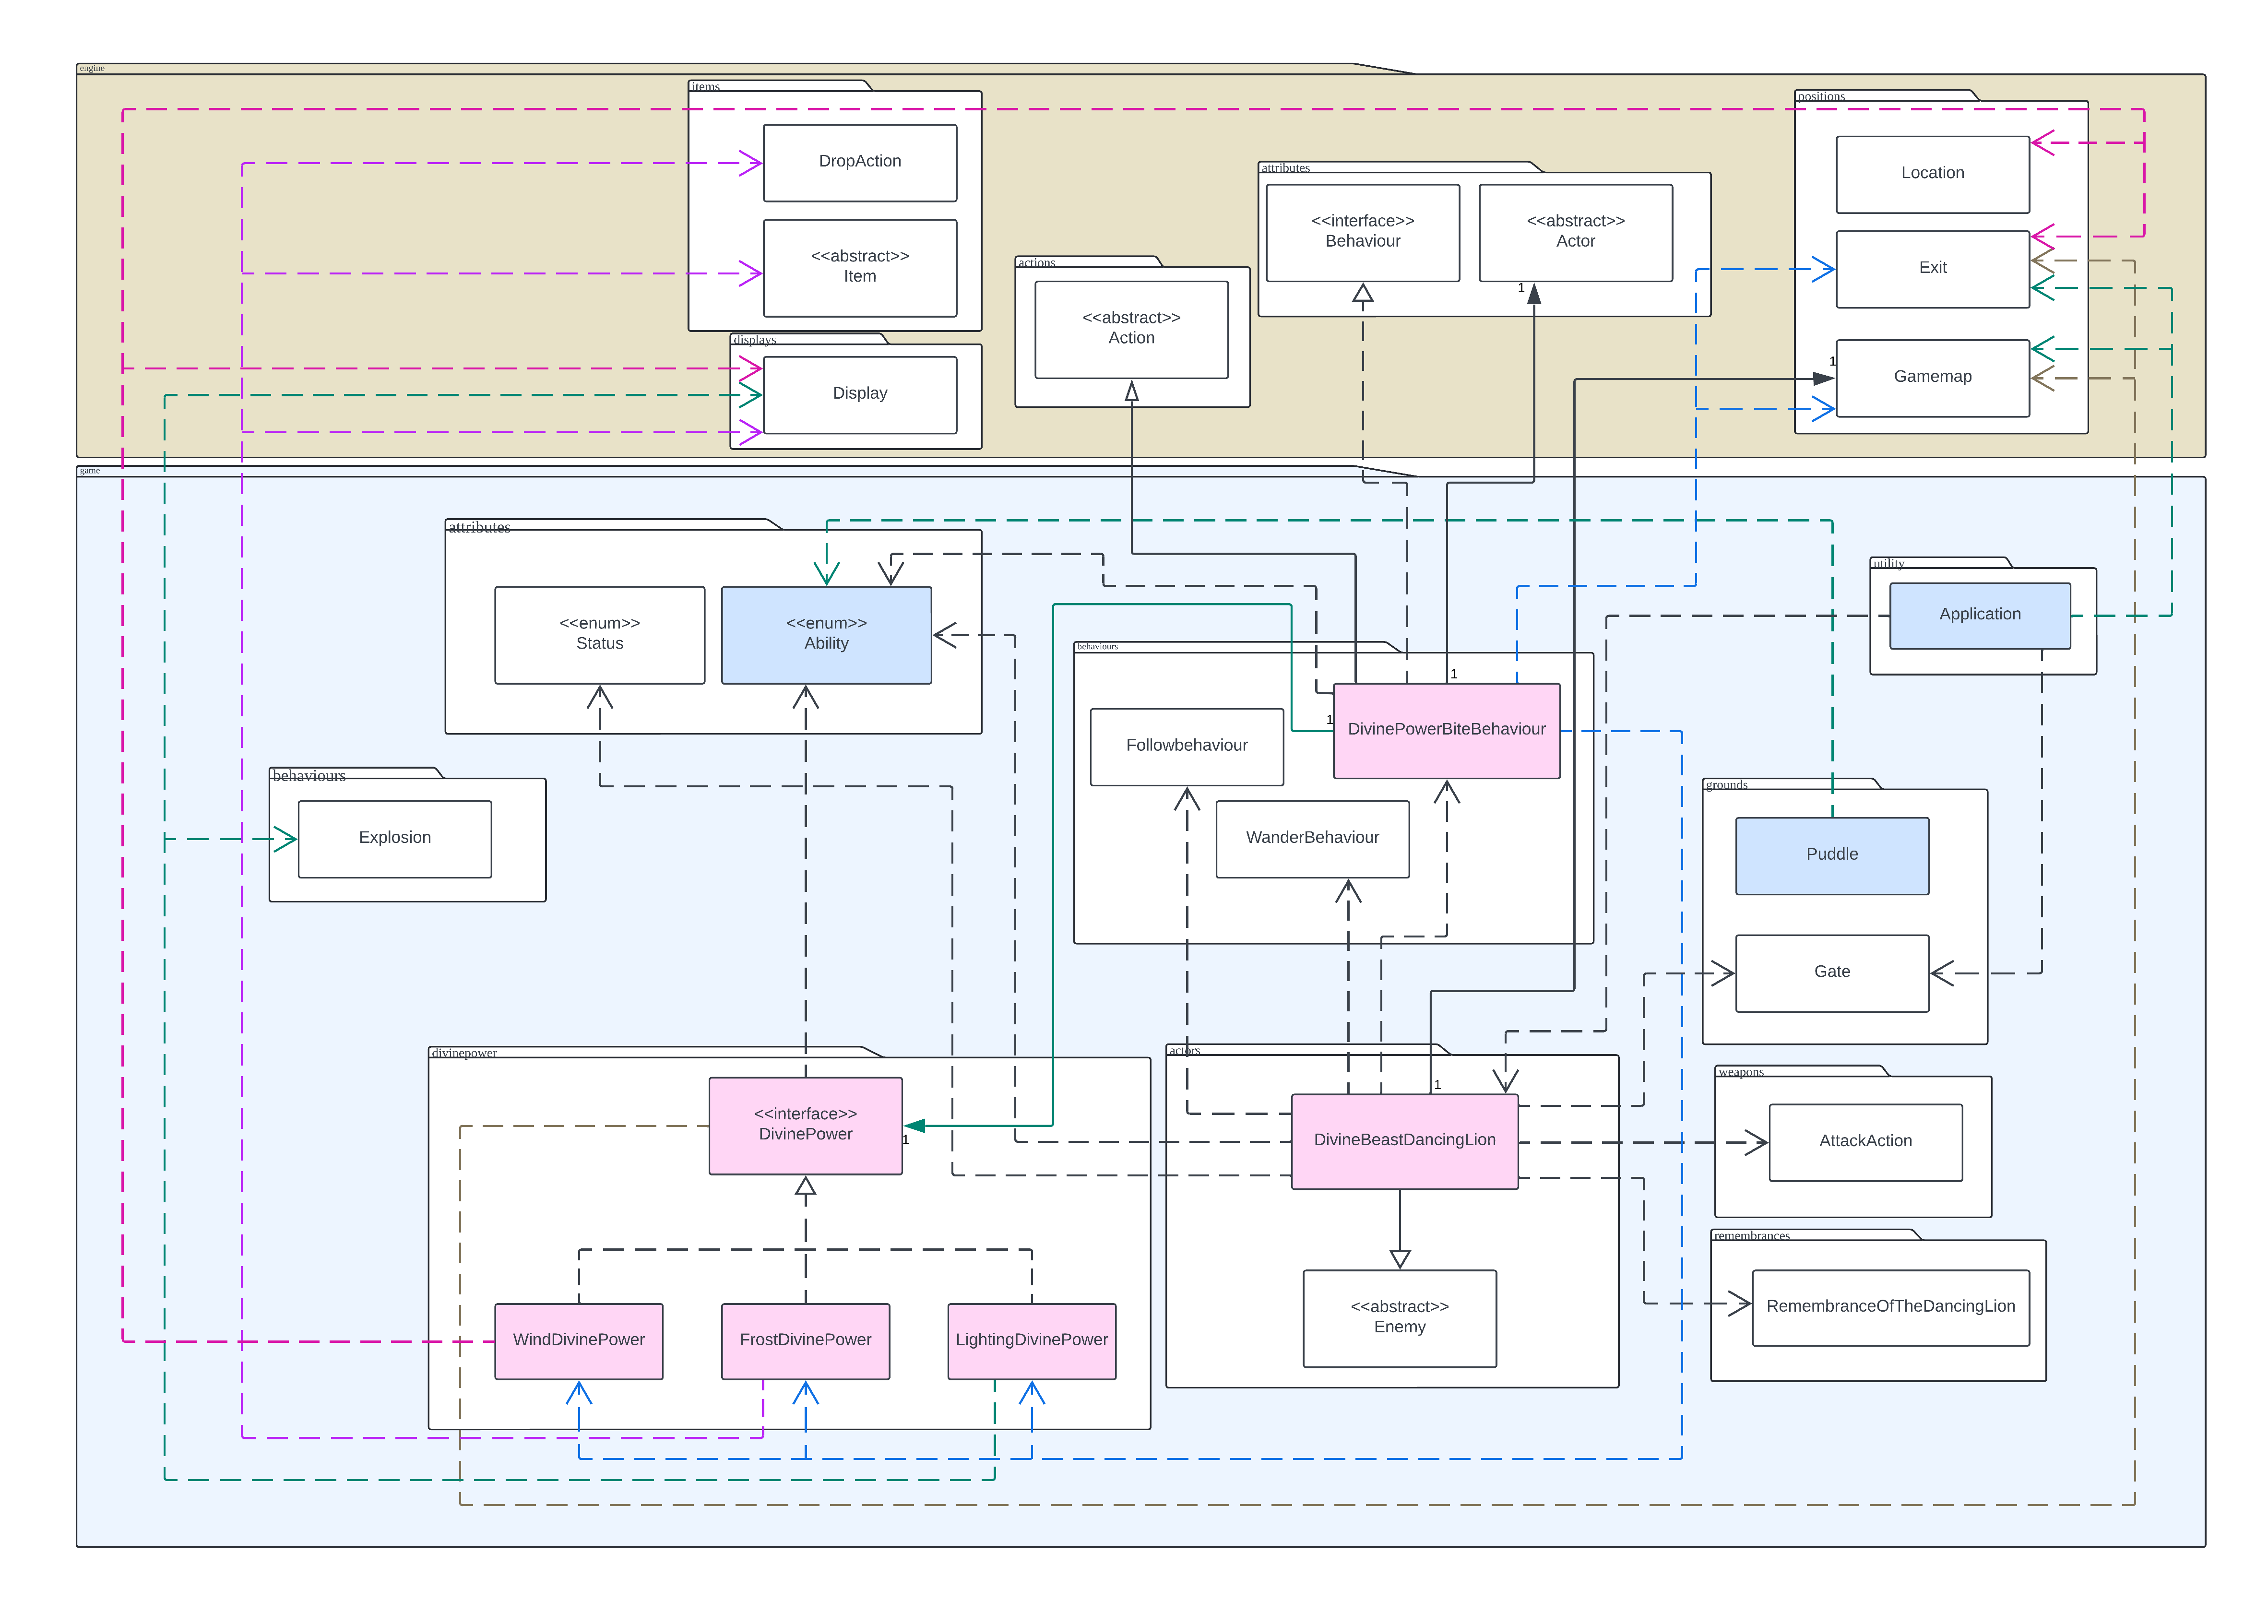 engine
items
DropAction
<<abstract>>
Item
displays
Display
actions
<<abstract>>
Action
attributes
<<interface>>
Behaviour
<<abstract>>
Actor
1
positions
Location
Exit
1
Gamemap
game
attributes
<<enum>>
Status
<<enum>>
Ability
utility
Application
behaviours
Followbehaviour
1
1
DivinePowerBiteBehaviour
WanderBehaviour
behaviours
Explosion
grounds
Puddle
Gate
divinepower
<<interface>>
DivinePower
1
WindDivinePower
FrostDivinePower
LightingDivinePower
actors
1
DivineBeastDancingLion
<<abstract>>
Enemy
weapons
AttackAction
remembrances
RemembranceOfTheDancingLion